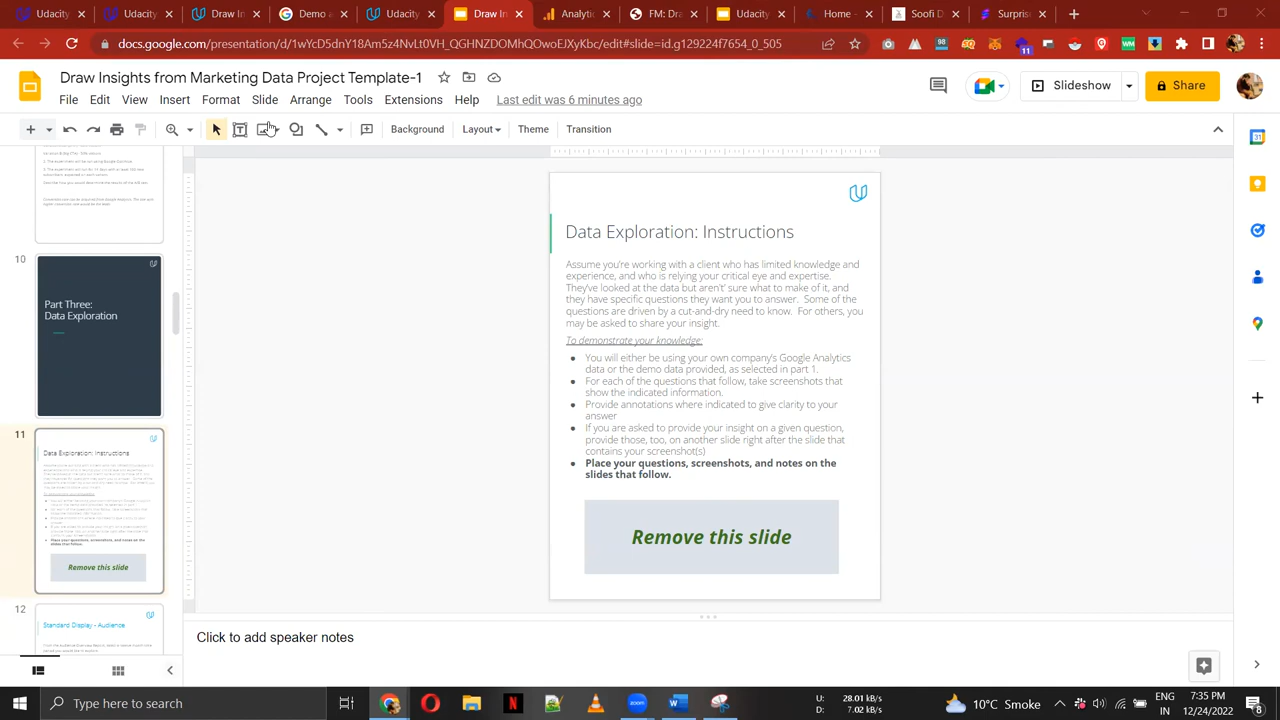 Udacity
Udacity
Draw In
Demo a
Udacity
Draw In
Analytic
FM: Dra
Udacity
Home -
Soofi D
Surprise
docs.google.com/presentation/d/1wYcD5dnY18Am5z4NvLt0VH_QGHNZDOMhQOwoEJXyKbc/edit#slide=id.g129224f7654_0_505
98
11
Draw Insights from Marketing Data Project Template-1
File Edit View Insert Format Slide Arrange Tools Extensions Help Last edit was 6 minutes ago
Slideshow
Share
Background Layout Theme Transition
10
Part Three:
Data Exploration
11
Data Exploration: Instructions
Remove this slide
12
Standard Display - Audience
Data Exploration: Instructions
Assume you're working with a client who has limited knowledge and
experience, and who is relying your critical eye and expertise.
They've looked at the data but aren't' sure what to make of it, and
they have specific questions they want you to answer. Some of the
questions are driven by a cut-and-dry need to know. For others, you
may be asked to share your insight.
To demonstrate your knowledge:
● You will either be using your own company's Google Analytics
data or the demo data provided, as selected in part 1.
● For each of the questions that follow, take screenshots that
show the indicated information.
● Provide annotations where indicated to give clarity to your
answer
● If you are asked to provide your insight on a given question,
provide those, too, on another slide right after the slide that
contains your screenshot(s)
Place your questions, screenshots, and notes on the
slides that follow.
Remove this slide
Click to add speaker notes
Type here to search
zoom
U: 28.01 kB/s
D: 7.02 kB/s
10°C Smoke
ENG
IN
7:35 PM
12/24/2022
8